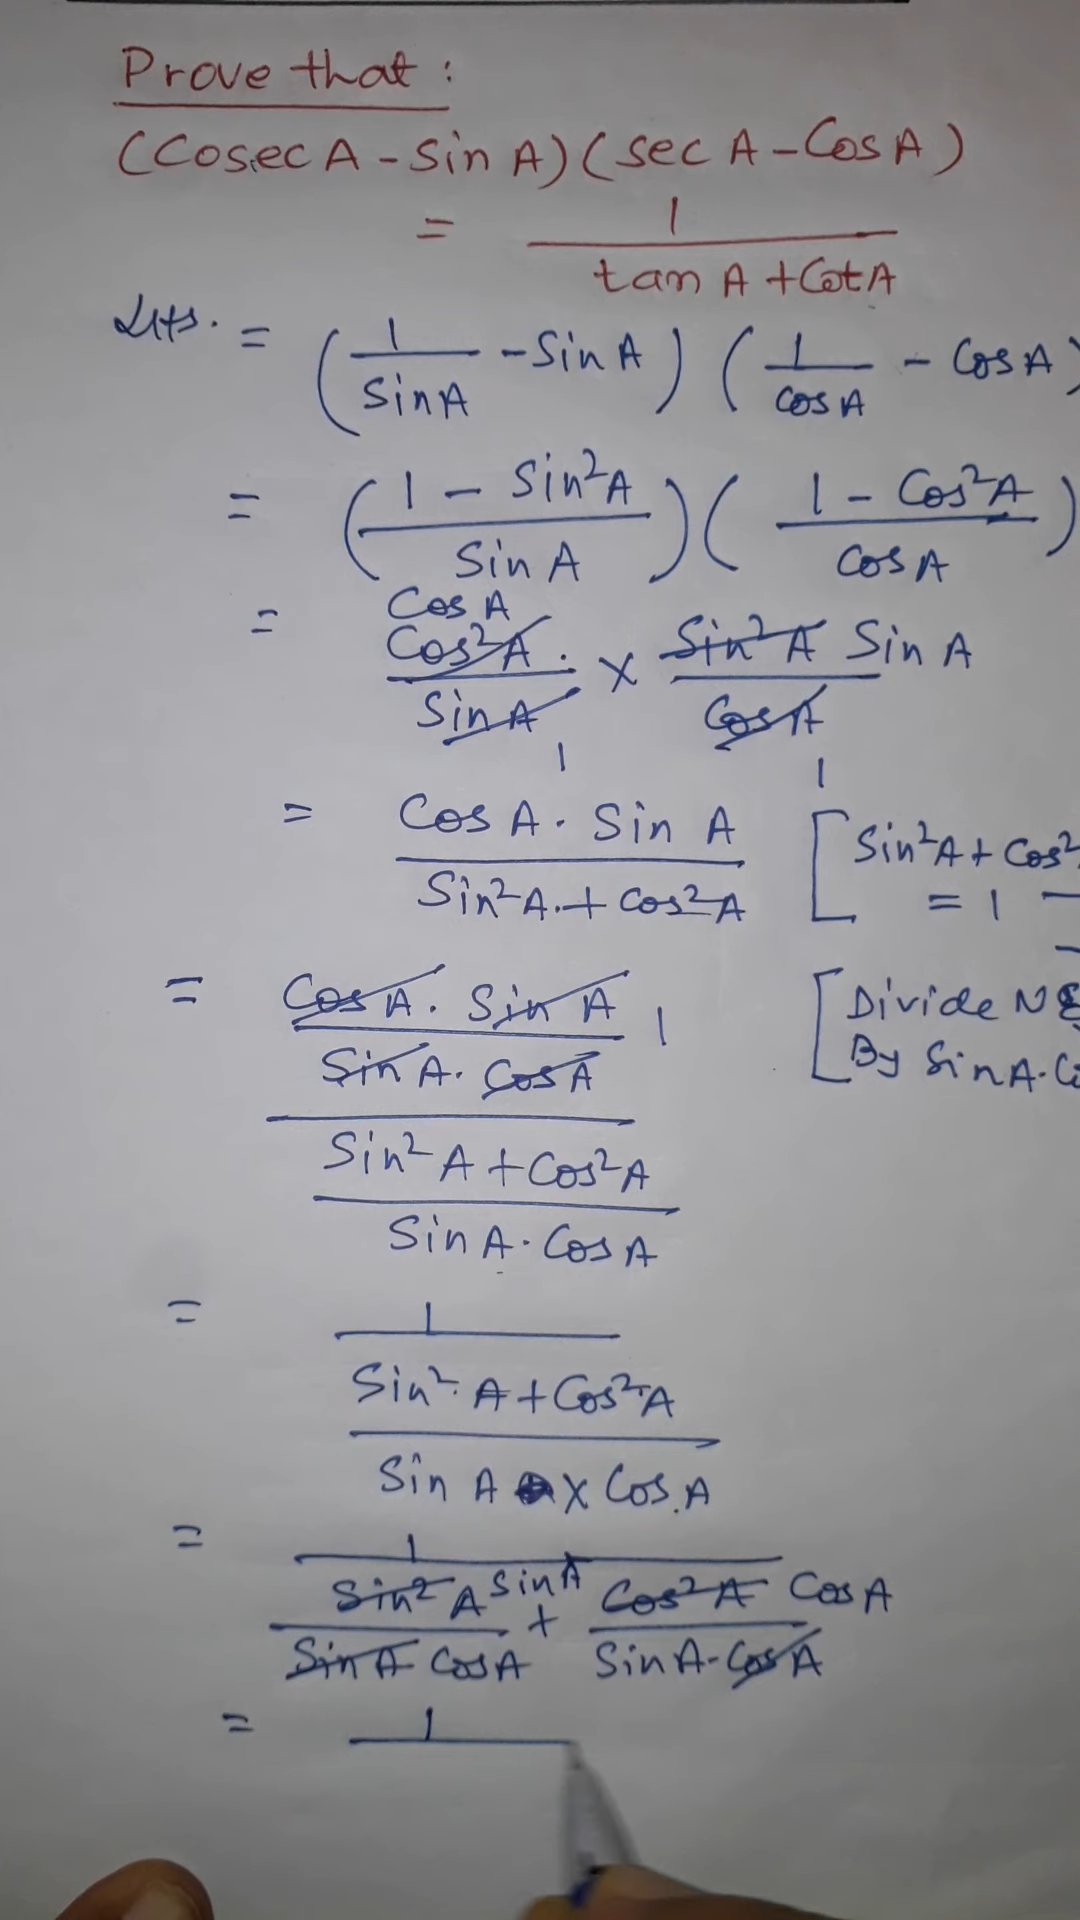 Prove that :
(Cosec A - Sin A) (sec A - Cos A)
= 1 / tan A + Cot A
LHS. = (1 / Sin A - Sin A) (1 / Cos A - Cos A)
= (1 - Sin²A / Sin A) (1 - Cos²A / Cos A)
= Cos A Cos²A. / Sin A 1 × Sin²A Sin A / Cos A 1
= Cos A. Sin A / Sin²A. + Cos²A [Sin²A + Cos² = 1
= Cos A. Sin A / Sin A. Cos A 1 [Divide N
By Sin A.
Sin²A + Cos²A / Sin A. Cos A
= 1 / Sin². A + Cos²A / Sin A × Cos A
= 1 / Sin²A Sin A / Sin A Cos A + Cos²A Cos A / Sin A. Cos A
= 1